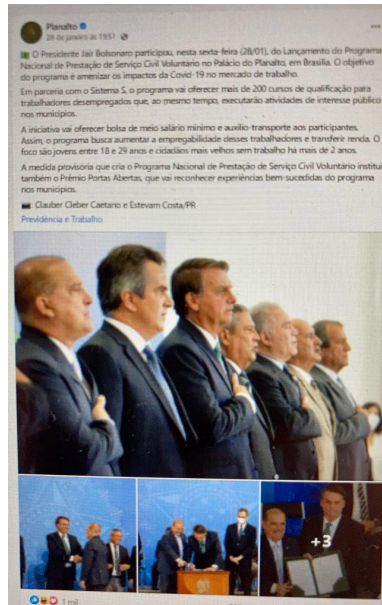 Planalto
28 de janeiro às 19:51
O Presidente Jair Bolsonaro participou, nesta sexta-feira (28/01), do Lançamento do Programa
Nacional de Prestação de Serviço Civil Voluntário no Palácio do Planalto, em Brasília. O objetivo
do programa é amenizar os impactos da Covid-19 no mercado de trabalho.
Em parceria com o Sistema S, o programa vai oferecer mais de 200 cursos de qualificação para
trabalhadores desempregados que, ao mesmo tempo, executarão atividades de interesse público
nos municípios.
A iniciativa vai oferecer bolsa de meio salário mínimo e auxílio-transporte aos participantes.
Assim, o programa busca aumentar a empregabilidade desses trabalhadores e transferir renda. O
foco são jovens entre 18 e 29 anos e cidadãos mais velhos sem trabalho há mais de 2 anos.
A medida provisória que cria o Programa Nacional de Prestação de Serviço Civil Voluntário institui
também o Prêmio Portas Abertas, que vai reconhecer experiências bem-sucedidas do programa
nos municípios.
: Clauber Cleber Caetano e Estevam Costa/PR
Previdência e Trabalho
+3
1 mil